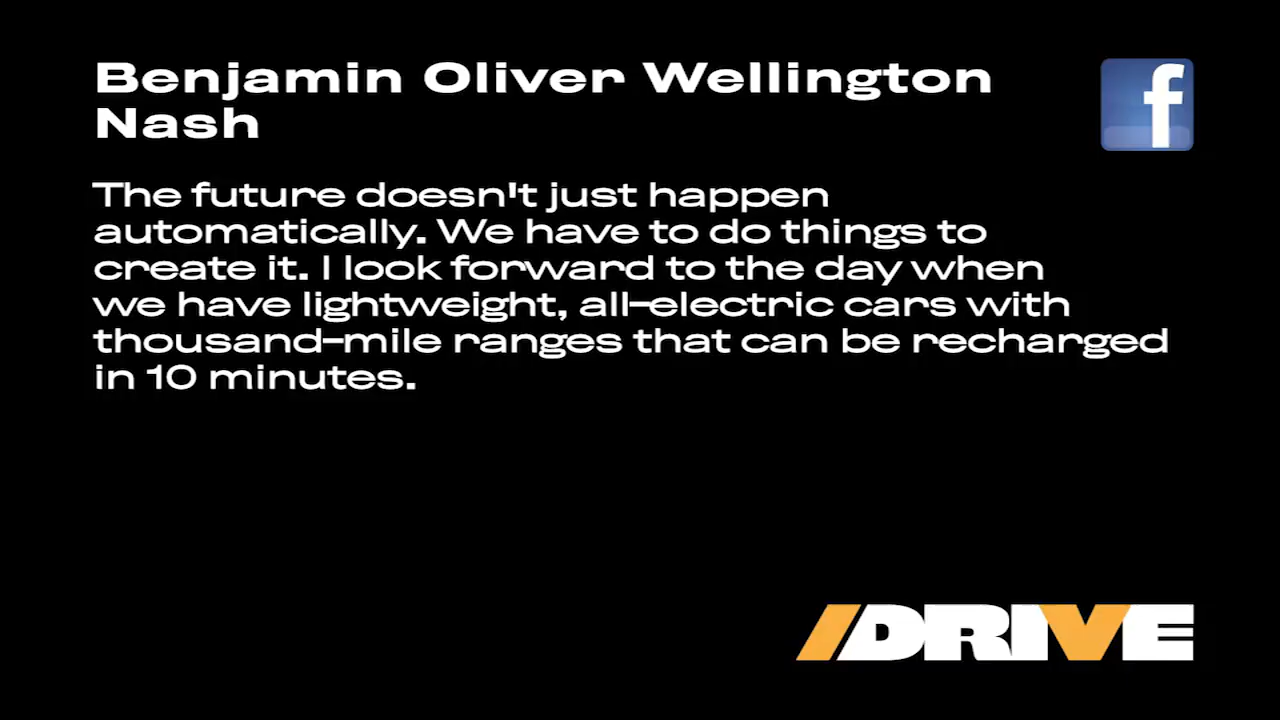 Benjamin Oliver Wellington
Nash
f
The future doesn't just happen
automatically. We have to do things to
create it. I look forward to the day when
we have lightweight, all-electric cars with
thousand-mile ranges that can be recharged
in 10 minutes.
/DRIVE